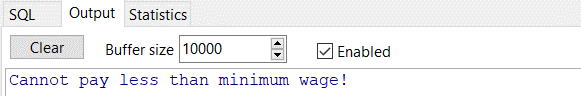 SQL Output Statistics
Clear Buffer size 10000 Enabled
Cannot pay less than minimum wage!